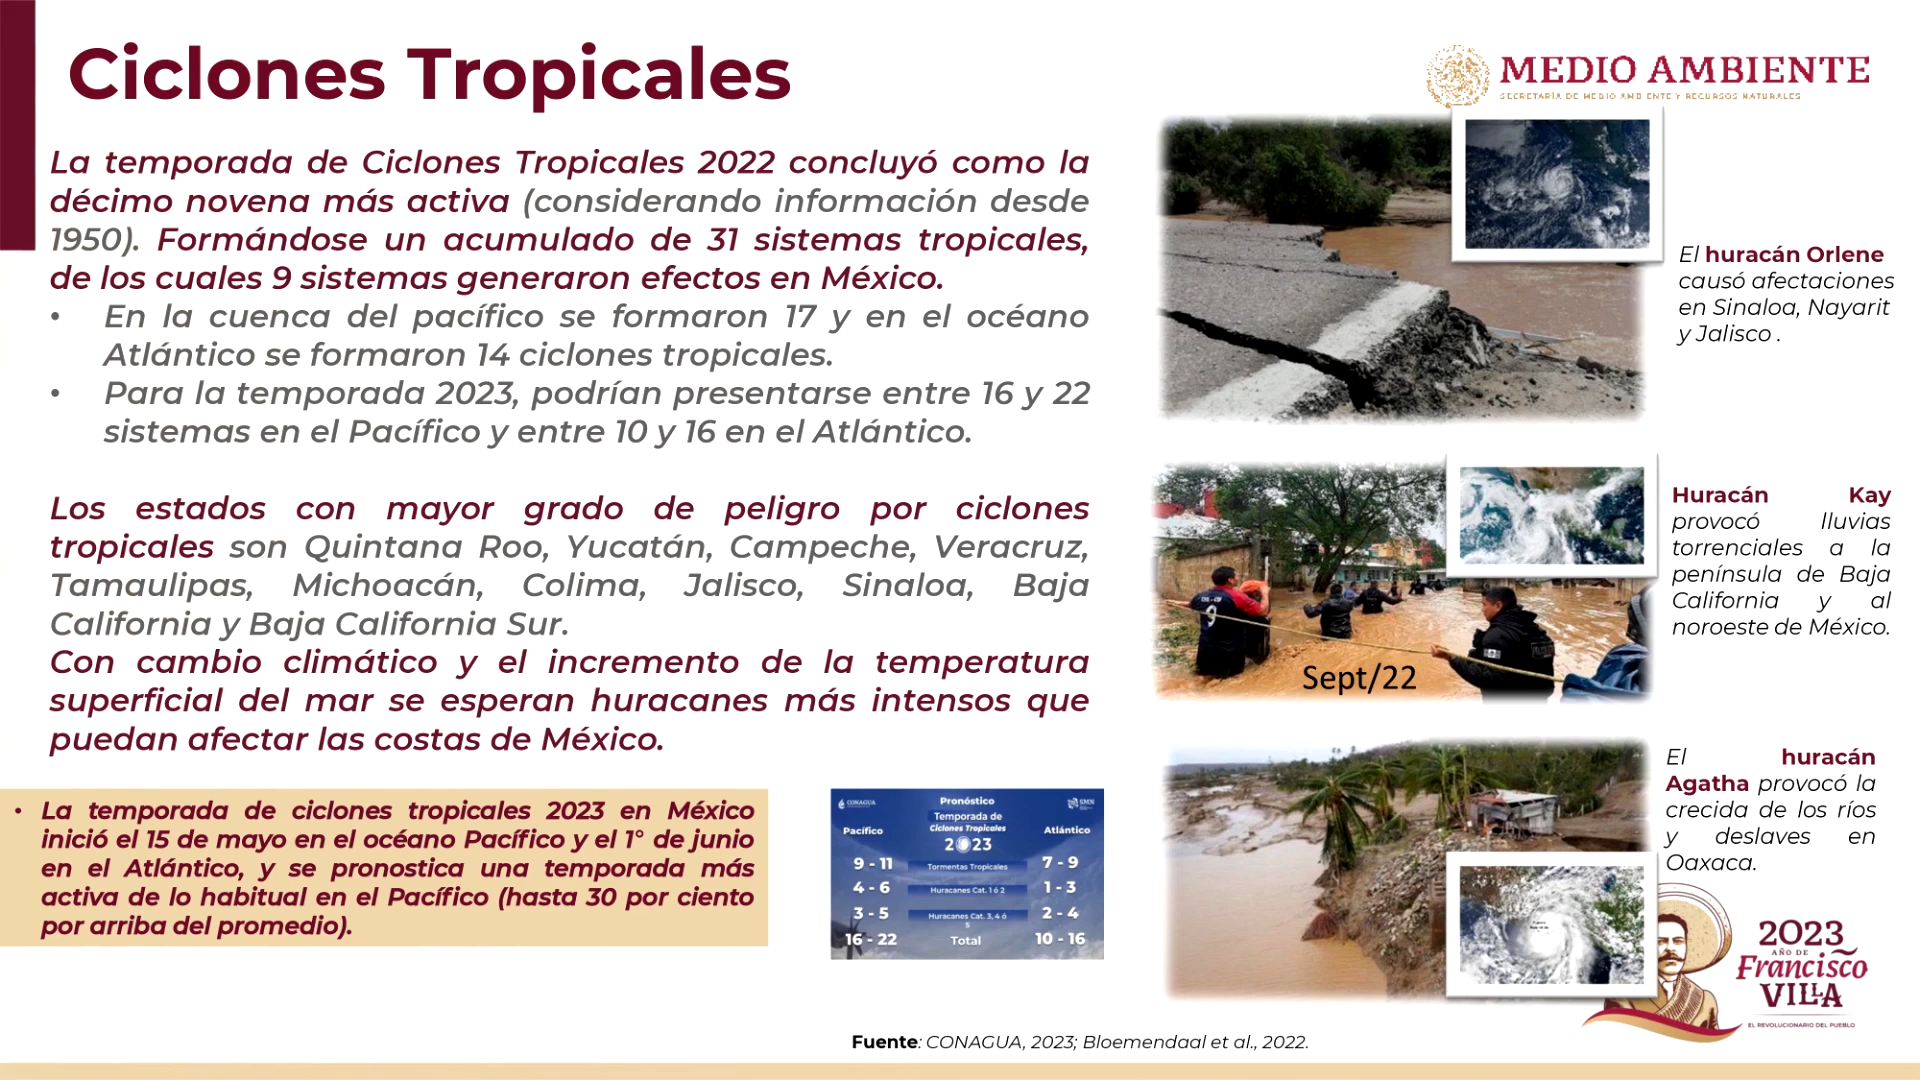 Ciclones Tropicales
MEDIO AMBIENTE
SECRETARÍA DE MEDIO AMBIENTE Y RECURSOS NATURALES
La temporada de Ciclones Tropicales 2022 concluyó como la
décimo novena más activa (considerando información desde
1950). Formándose un acumulado de 31 sistemas tropicales,
de los cuales 9 sistemas generaron efectos en México.
• En la cuenca del pacífico se formaron 17 y en el océano
Atlántico se formaron 14 ciclones tropicales.
• Para la temporada 2023, podrían presentarse entre 16 y 22
sistemas en el Pacífico y entre 10 y 16 en el Atlántico.
Los estados con mayor grado de peligro por ciclones
tropicales son Quintana Roo, Yucatán, Campeche, Veracruz,
Tamaulipas, Michoacán, Colima, Jalisco, Sinaloa, Baja
California y Baja California Sur.
Con cambio climático y el incremento de la temperatura
superficial del mar se esperan huracanes más intensos que
puedan afectar las costas de México.
• La temporada de ciclones tropicales 2023 en México
inició el 15 de mayo en el océano Pacífico y el 1° de junio
en el Atlántico, y se pronostica una temporada más
activa de lo habitual en el Pacífico (hasta 30 por ciento
por arriba del promedio).
CONAGUA
Pronóstico
SMN
Temporada de
Ciclones Tropicales
2023
Pacífico
Atlántico
9 - 11 Tormentas Tropicales 7 - 9
4 - 6 Huracanes Cat. 1 ó 2 1 - 3
3 - 5 Huracanes Cat. 3, 4 ó 5 2 - 4
16 - 22 Total 10 - 16
El huracán Orlene
causó afectaciones
en Sinaloa, Nayarit
y Jalisco .
Huracán Kay
provocó lluvias
torrenciales a la
península de Baja
California y al
noroeste de México.
Sept/22
El huracán
Agatha provocó la
crecida de los ríos
y deslaves en
Oaxaca.
2023
AÑO DE
Francisco
VILLA
EL REVOLUCIONARIO DEL PUEBLO
Fuente: CONAGUA, 2023; Bloemendaal et al., 2022.